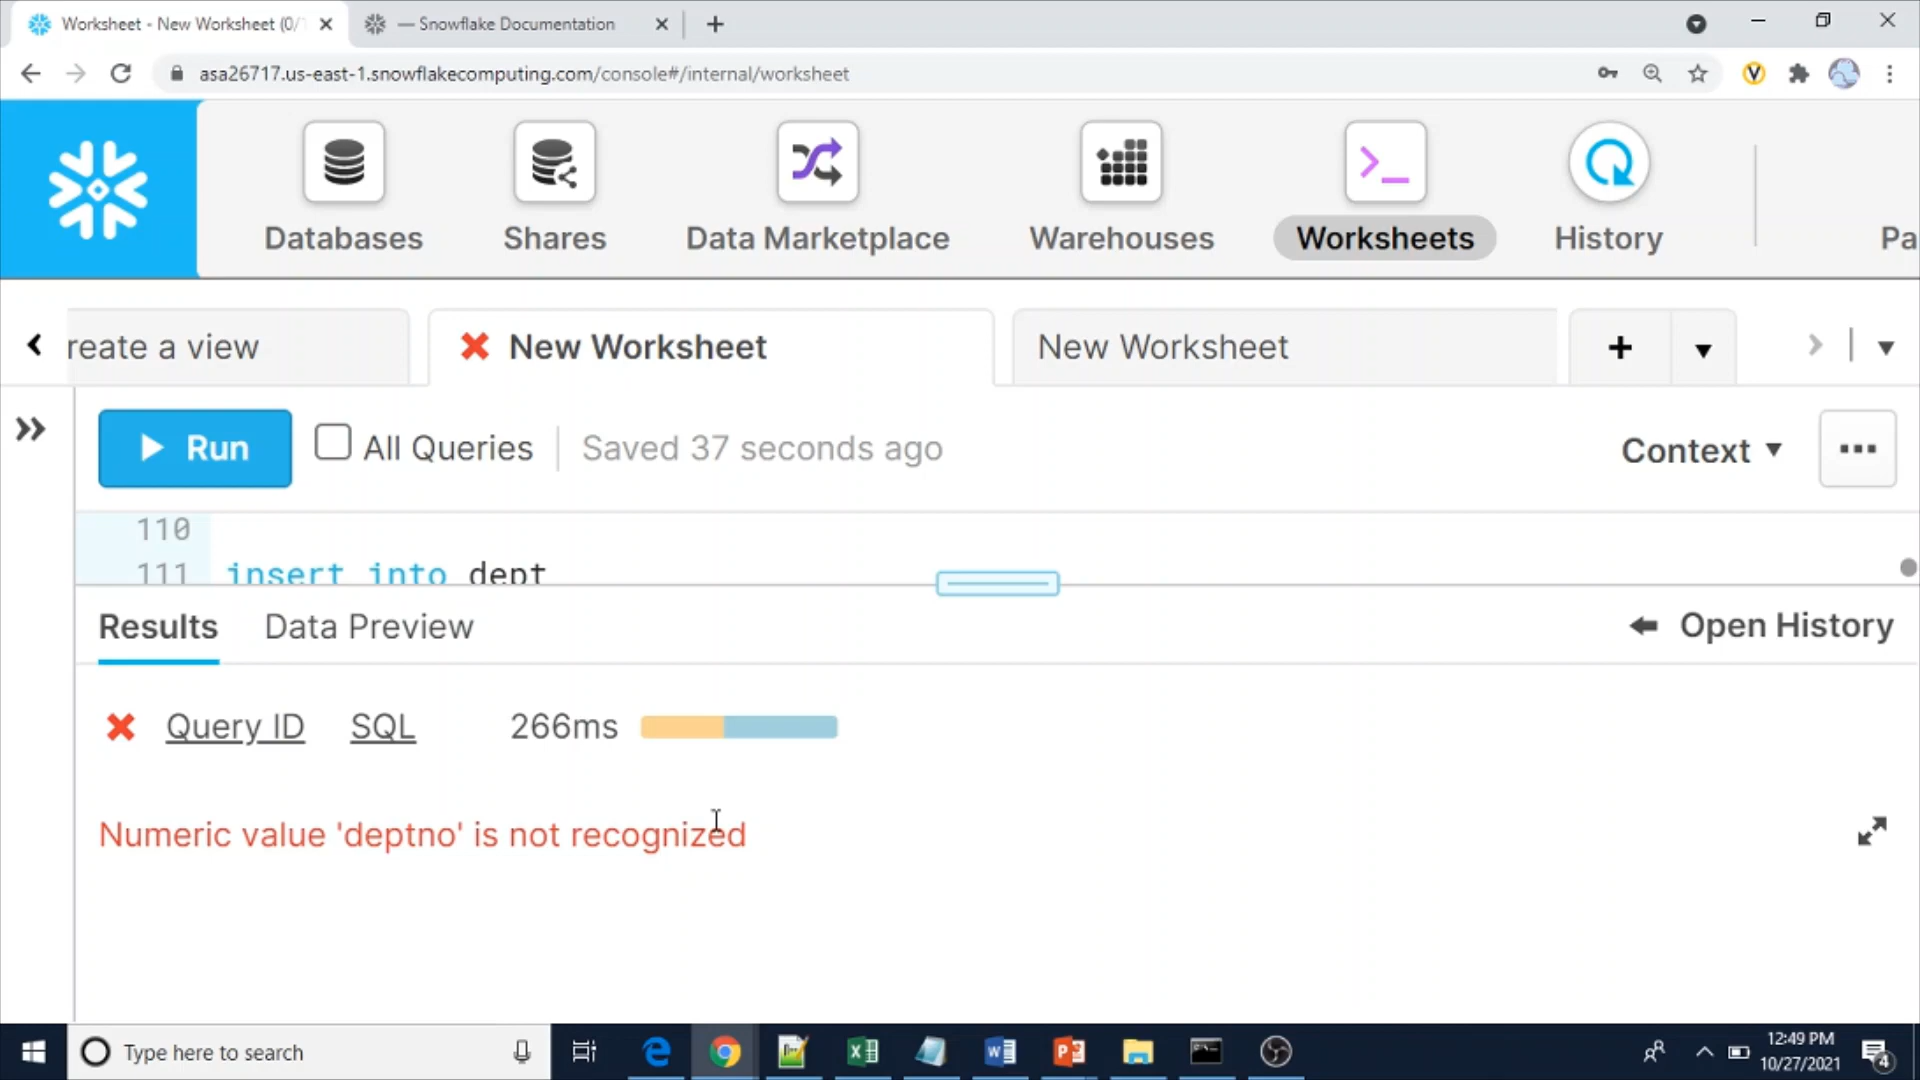 Worksheet - New Worksheet (0/
— Snowflake Documentation
asa26717.us-east-1.snowflakecomputing.com/console#/internal/worksheet
Databases
Shares
Data Marketplace
Warehouses
Worksheets
History
Pa
reate a view
New Worksheet
New Worksheet
Run
All Queries
Saved 37 seconds ago
Context
110
111 insert into dept
Results
Data Preview
Open History
Query ID
SQL
266ms
Numeric value 'deptno' is not recognized
Type here to search
12:49 PM
10/27/2021
4